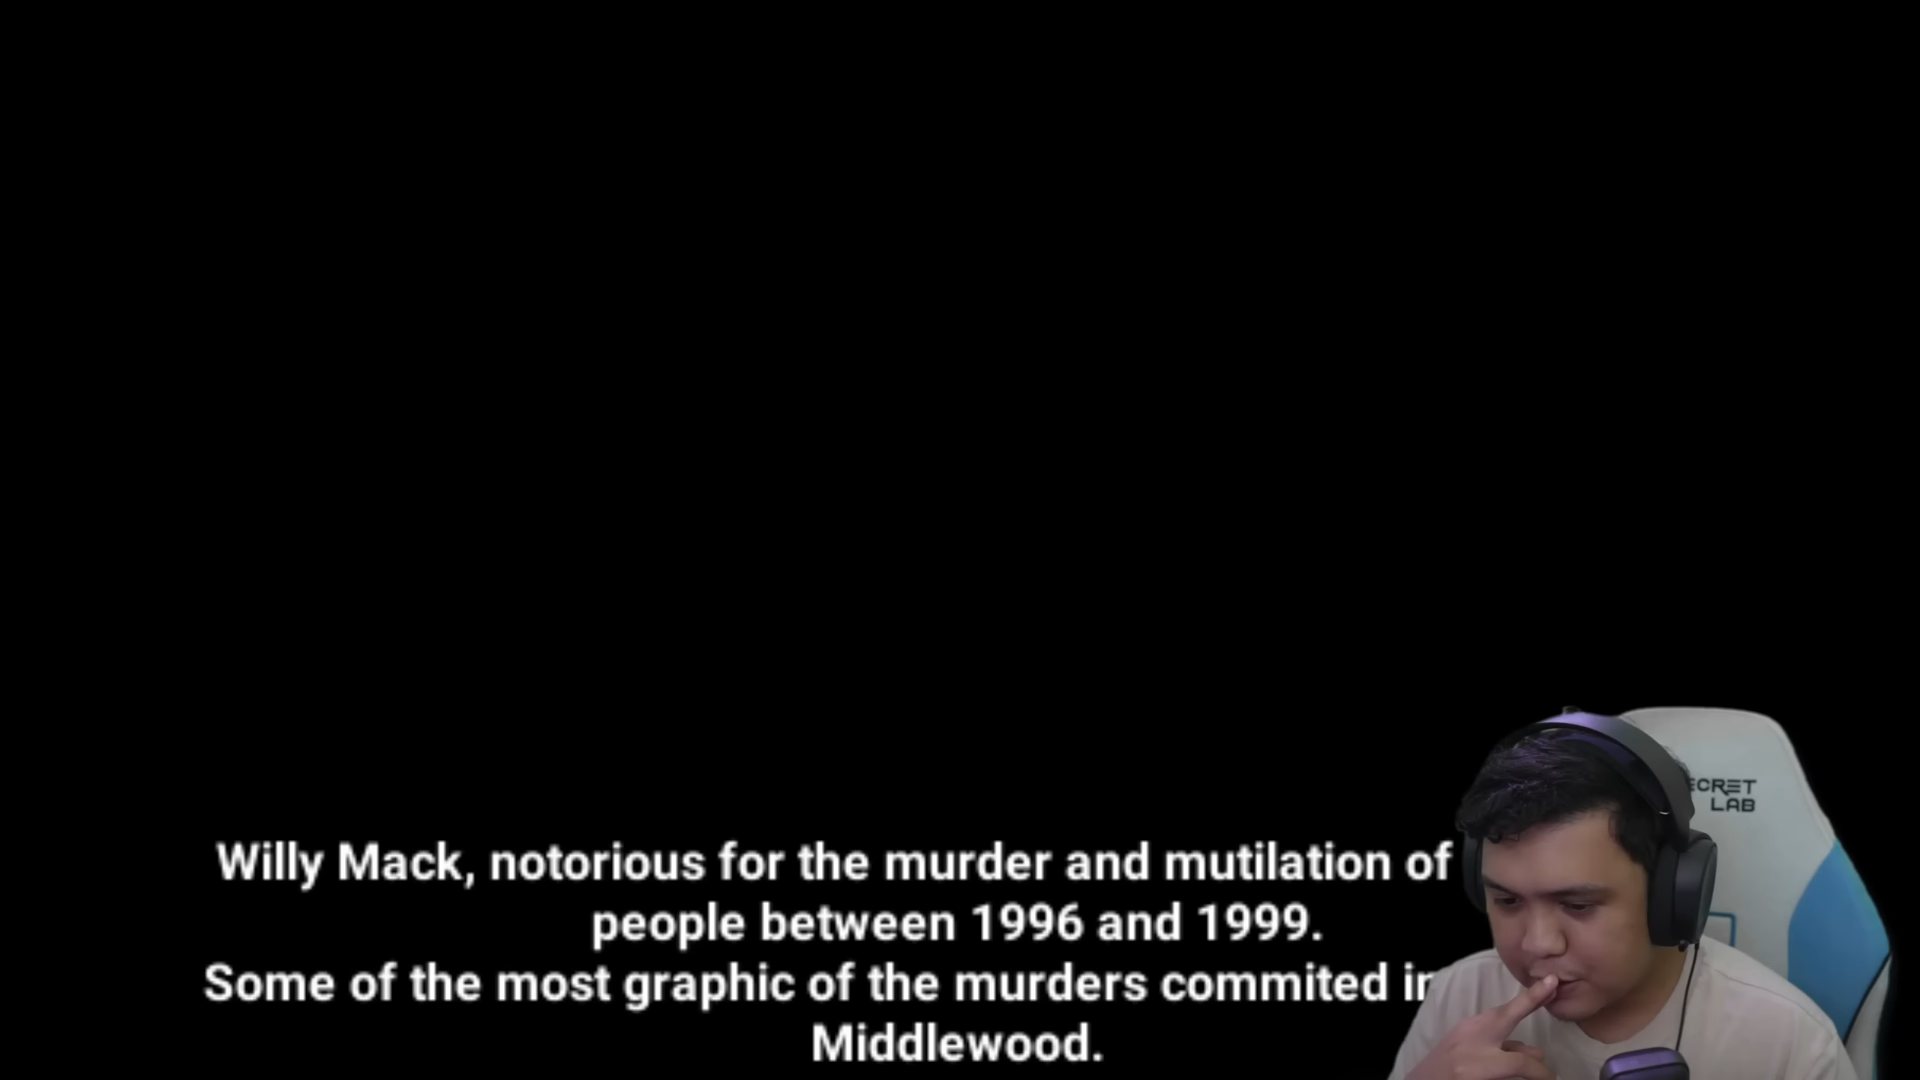 Willy Mack, notorious for the murder and mutilation of
people between 1996 and 1999.
Some of the most graphic of the murders commited
Middlewood.
LAB